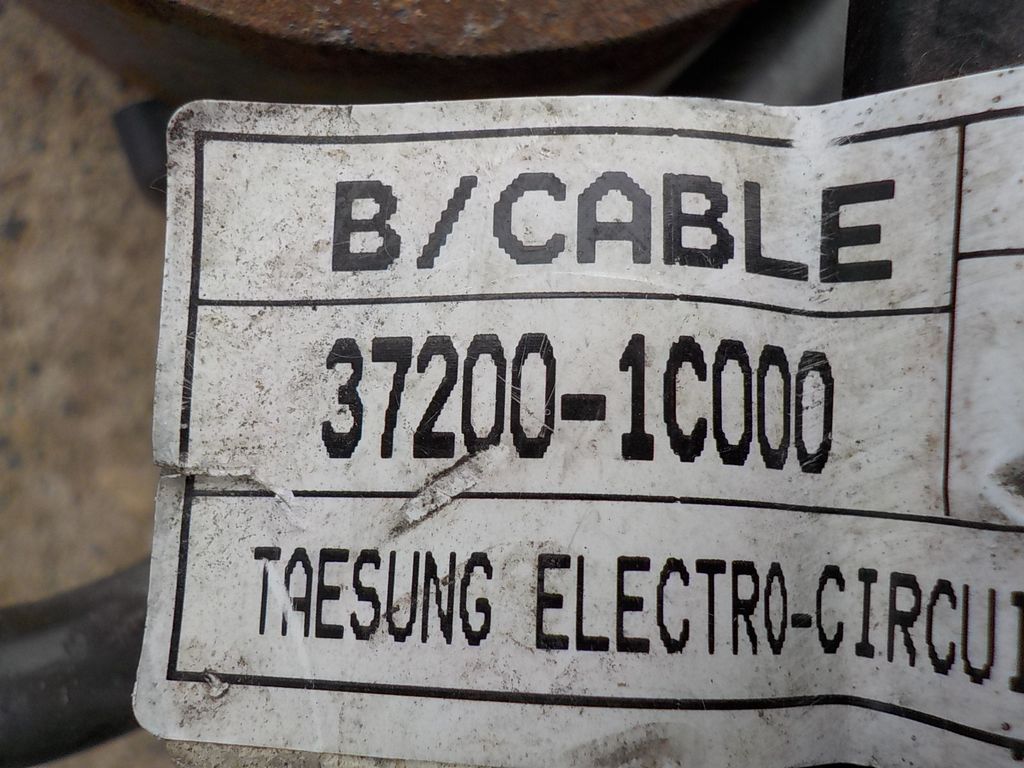 B/CABLE
37200-1C000
TAESUNG ELECTRO-CIRCUI